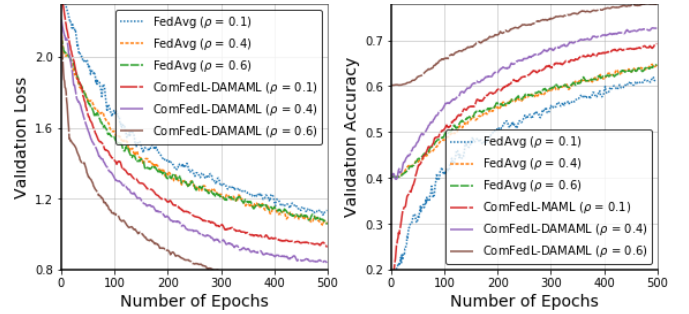 FedAvg (ρ = 0.1)
FedAvg (ρ = 0.4)
FedAvg (ρ = 0.6)
ComFedL-DAMAML (ρ = 0.1)
ComFedL-DAMAML (ρ = 0.4)
ComFedL-DAMAML (ρ = 0.6)
2.0
1.6
1.2
0.8
Validation Loss
0 100 200 300 400 500
Number of Epochs
0.7
0.6
0.5
0.4
0.3
0.2
Validation Accuracy
FedAvg (ρ = 0.1)
FedAvg (ρ = 0.4)
FedAvg (ρ = 0.6)
ComFedL-MAML (ρ = 0.1)
ComFedL-DAMAML (ρ = 0.4)
ComFedL-DAMAML (ρ = 0.6)
0 100 200 300 400 500
Number of Epochs